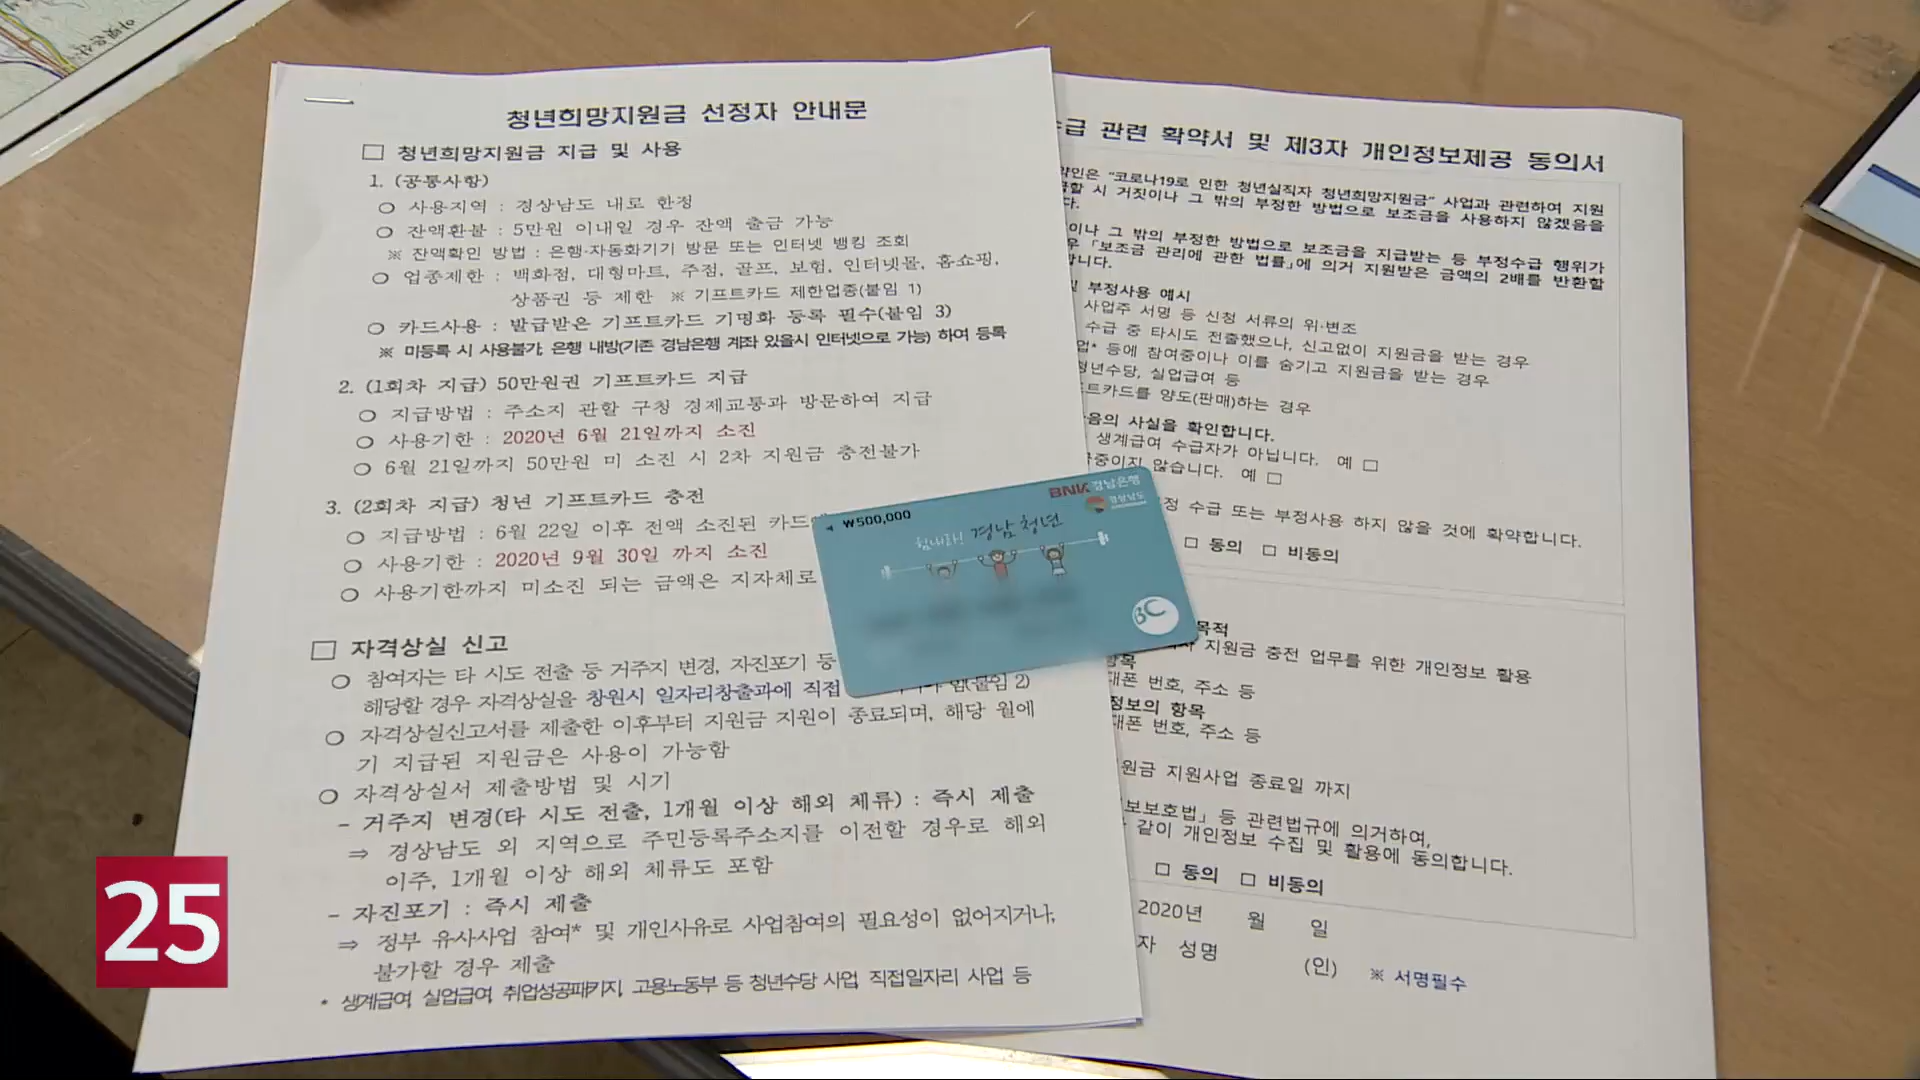 청년희망지원금 선정자 안내문
□ 청년희망지원금 지급 및 사용
1. (공통사항)
○ 사용지역 : 경상남도 내로 한정
○ 잔액환불 : 5만원 이내일 경우 잔액 출금 가능
※ 잔액확인 방법 : 은행·자동화기기 방문 또는 인터넷 뱅킹 조회
○ 업종제한 : 백화점, 대형마트, 주점, 골프, 보험, 인터넷몰, 홈쇼핑,
상품권 등 제한 ※ 기프트카드 제한업종(붙임 1)
○ 카드사용 : 발급받은 기프트카드 기명화 등록 필수(붙임 3)
※ 미등록 시 사용불가, 은행 내방(기존 경남은행 계좌 있을시 인터넷으로 가능) 하여 등록
2. (1회차 지급) 50만원권 기프트카드 지급
○ 지급방법 : 주소지 관할 구청 경제교통과 방문하여 지급
○ 사용기한 : 2020년 6월 21일까지 소진
○ 6월 21일까지 50만원 미 소진 시 2차 지원금 충전불가
3. (2회차 지급) 청년 기프트카드 충전
○ 지급방법 : 6월 22일 이후 전액 소진된
○ 사용기한 : 2020년 9월 30일 까지 소진
○ 사용기한까지 미소진 되는 금액은 지자체로
□ 자격상실 신고
○ 참여자는 타 시도 전출 등 거주지 변경, 자진포기 등
해당할 경우 자격상실을 창원시 일자리창출과에 직접 (붙임 2)
○ 자격상실신고서를 제출한 이후부터 지원금 지원이 종료되며, 해당 월에
기 지급된 지원금은 사용이 가능함
○ 자격상실서 제출방법 및 시기
- 거주지 변경(타 시도 전출, 1개월 이상 해외 체류) : 즉시 제출
⇒ 경상남도 외 지역으로 주민등록주소지를 이전할 경우로 해외
이주, 1개월 이상 해외 체류도 포함
- 자진포기 : 즉시 제출
⇒ 정부 유사사업 참여* 및 개인사유로 사업참여의 필요성이 없어지거나,
불가할 경우 제출
* 생계급여, 실업급여, 취업성공패키지, 고용노동부 등 청년수당 사업, 직접일자리 사업 등
₩500,000
BNK경남은행
경상남도
힘내라! 경남청년
BC
관련 확약서 및 제3자 개인정보제공 동의서
"코로나19로 인한 청년실직자 청년희망지원금" 사업과 관련하여 지원
시 거짓이나 그 밖의 부정한 방법으로 보조금을 사용하지 않겠음을
그 밖의 부정한 방법으로 보조금을 지급받는 등 부정수급 행위가
「보조금 관리에 관한 법률」에 의거 지원받은 금액의 2배를 반환할
부정사용 예시
사업주 서명 등 신청 서류의 위·변조
수급 중 타시도 전출했으나, 신고없이 지원금을 받는 경우
등에 참여중이나 이를 숨기고 지원금을 받는 경우
청년수당, 실업급여 등
양도(판매)하는 경우
사실을 확인합니다.
생계급여 수급자가 아닙니다. 예 □
않습니다. 예 □
수급 또는 부정사용 하지 않을 것에 확약합니다.
□ 동의 □ 비동의
목적
지원금 충전 업무를 위한 개인정보 활용
항목
번호, 주소 등
정보의 항목
번호, 주소 등
지원사업 종료일 까지
등 관련법규에 의거하여,
같이 개인정보 수집 및 활용에 동의합니다.
□ 동의 □ 비동의
2020년 월 일
성명 (인) ※ 서명필수
25